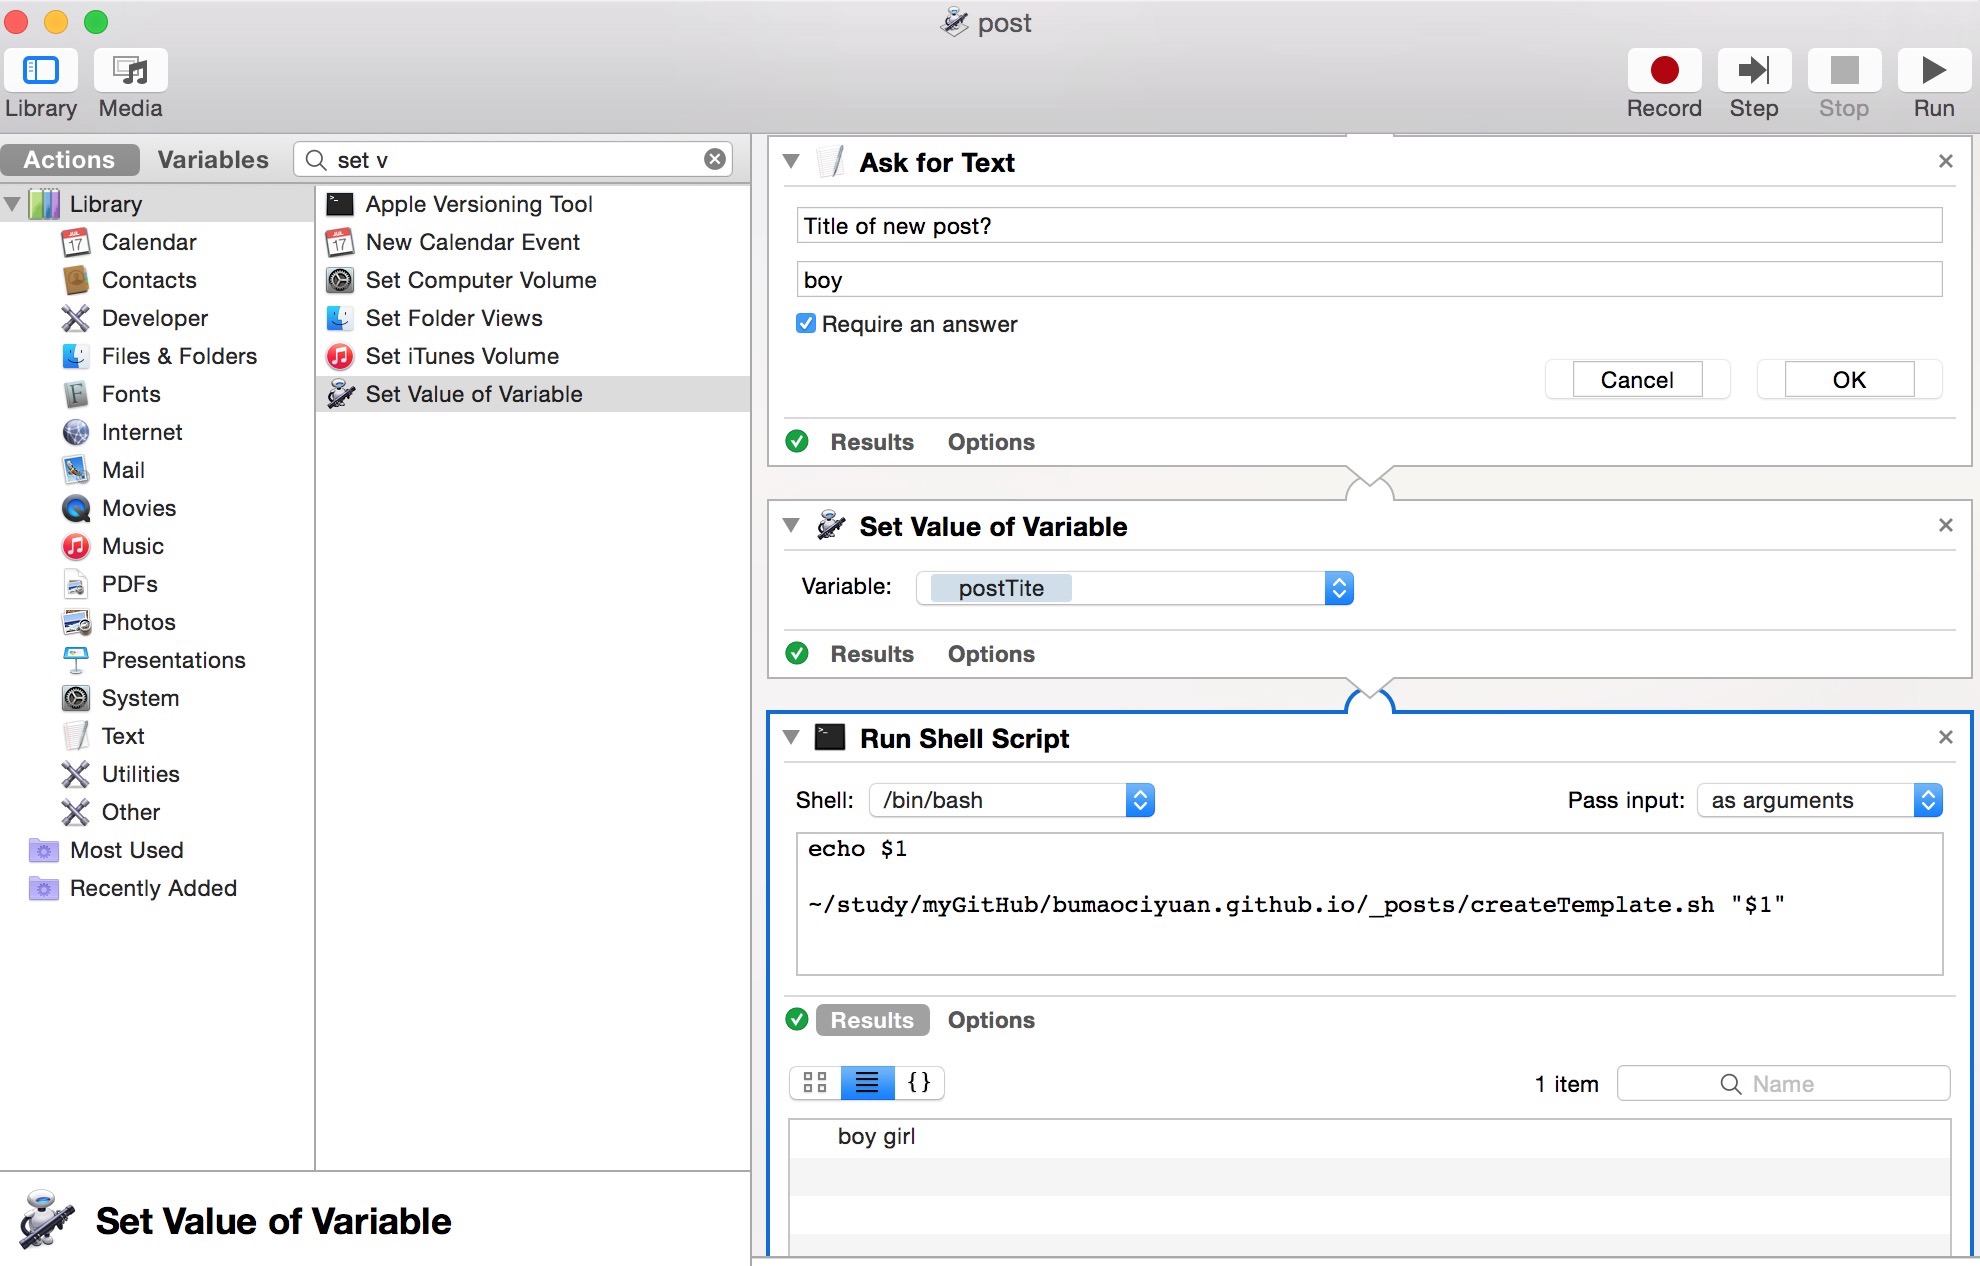 post
Library Media Record Step Stop Run
Actions Variables set v
Library
Calendar
Contacts
Developer
Files & Folders
Fonts
Internet
Mail
Movies
Music
PDFs
Photos
Presentations
System
Text
Utilities
Other
Most Used
Recently Added
Apple Versioning Tool
New Calendar Event
Set Computer Volume
Set Folder Views
Set iTunes Volume
Set Value of Variable
Set Value of Variable
Ask for Text
Title of new post?
boy
Require an answer
Cancel OK
Results Options
Set Value of Variable
Variable: postTite
Results Options
Run Shell Script
Shell: /bin/bash Pass input: as arguments
echo $1
~/study/myGitHub/bumaociyuan.github.io/_posts/createTemplate.sh "$1"
Results Options
{} 1 item Name
boy girl